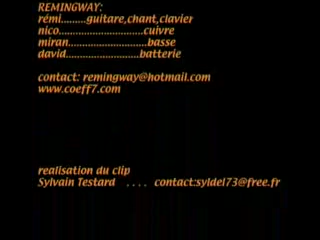 REMINGWAY:
rémi.........guitare,chant,clavier
nico..............................cuivre
miran............................basse
david..........................batterie
contact: remingway@hotmail.com
www.coeff7.com
realisation du clip
Sylvain Testard .... contact:syldel73@free.fr